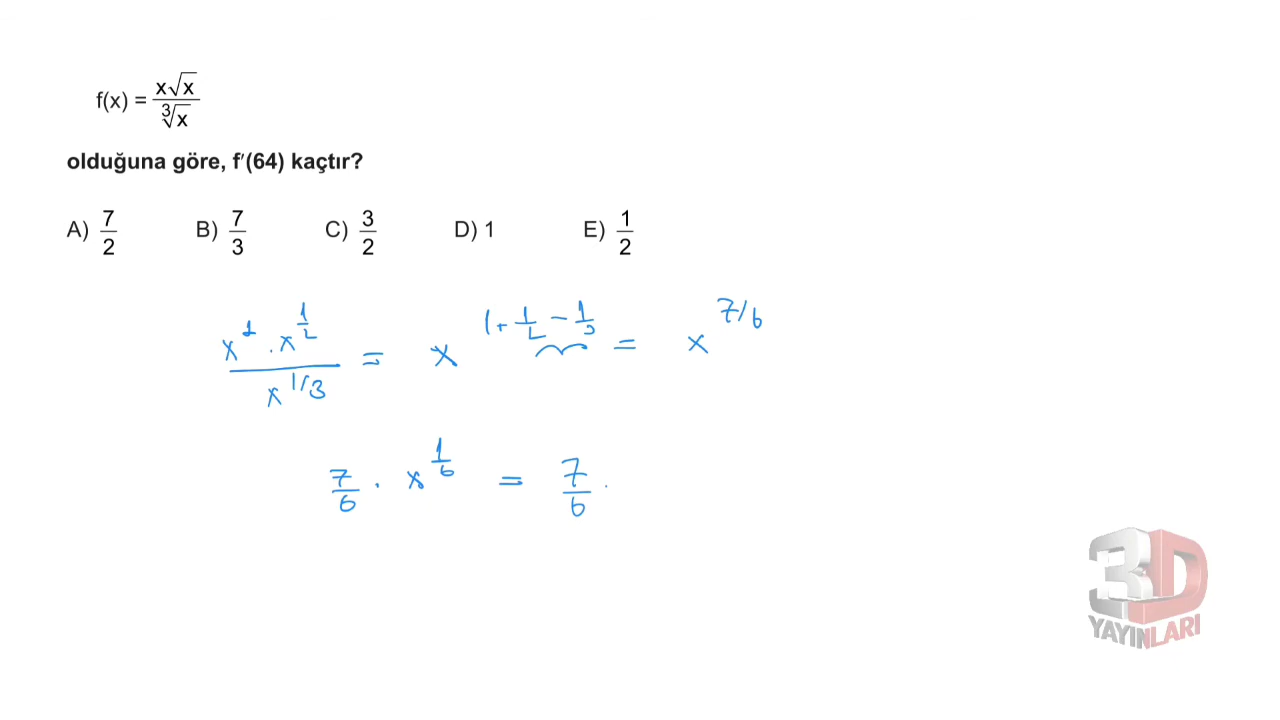 f(x) = x√x / ∛x
olduğuna göre, f′(64) kaçtır?
A) 7/2 B) 7/3 C) 3/2 D) 1 E) 1/2
x^1 · x^(1/2) / x^(1/3) = x^(1+1/2−1/3) = x^(7/6)
7/6 · x^(1/6) = 7/6 ·
3D
YAYINLARI